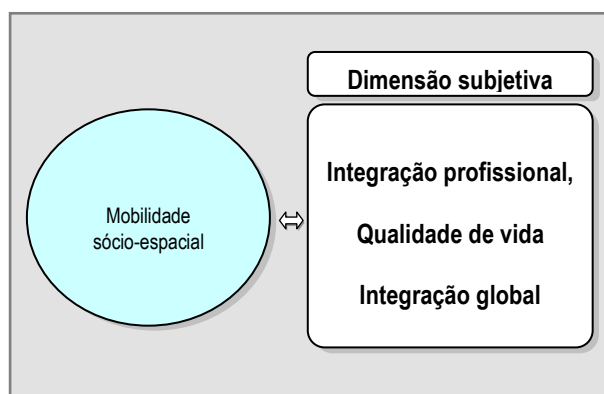 Dimensão subjetiva
Integração profissional,
Mobilidade
sócio-espacial
Qualidade de vida
Integração global